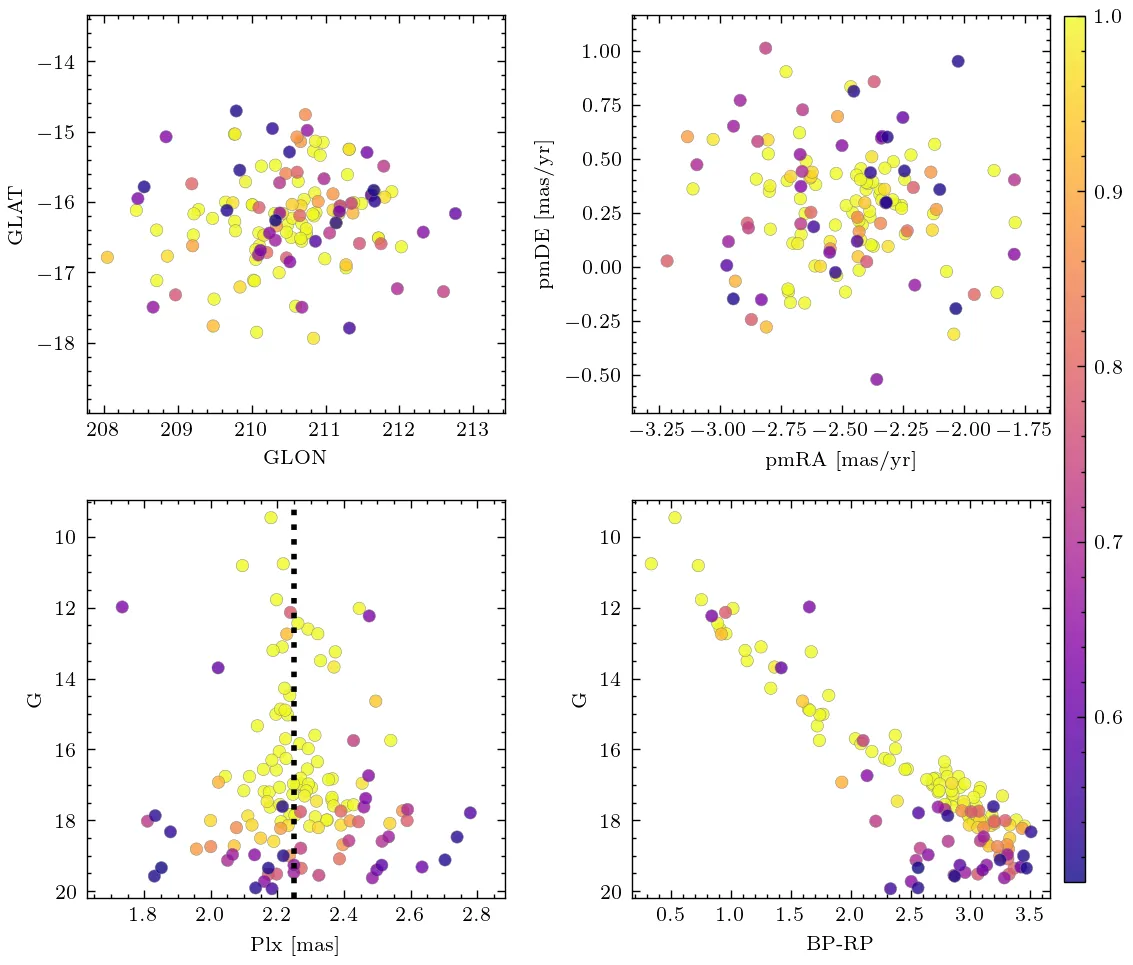 −14
−15
−16
−17
−18
GLAT
208 209 210 211 212 213
GLON
1.00
0.75
0.50
0.25
0.00
−0.25
−0.50
pmDE [mas/yr]
−3.25 −3.00 −2.75 −2.50 −2.25 −2.00 −1.75
pmRA [mas/yr]
1.0
0.9
0.8
0.7
0.6
10
12
14
16
18
20
G
1.8 2.0 2.2 2.4 2.6 2.8
Plx [mas]
10
12
14
16
18
20
G
0.5 1.0 1.5 2.0 2.5 3.0 3.5
BP-RP